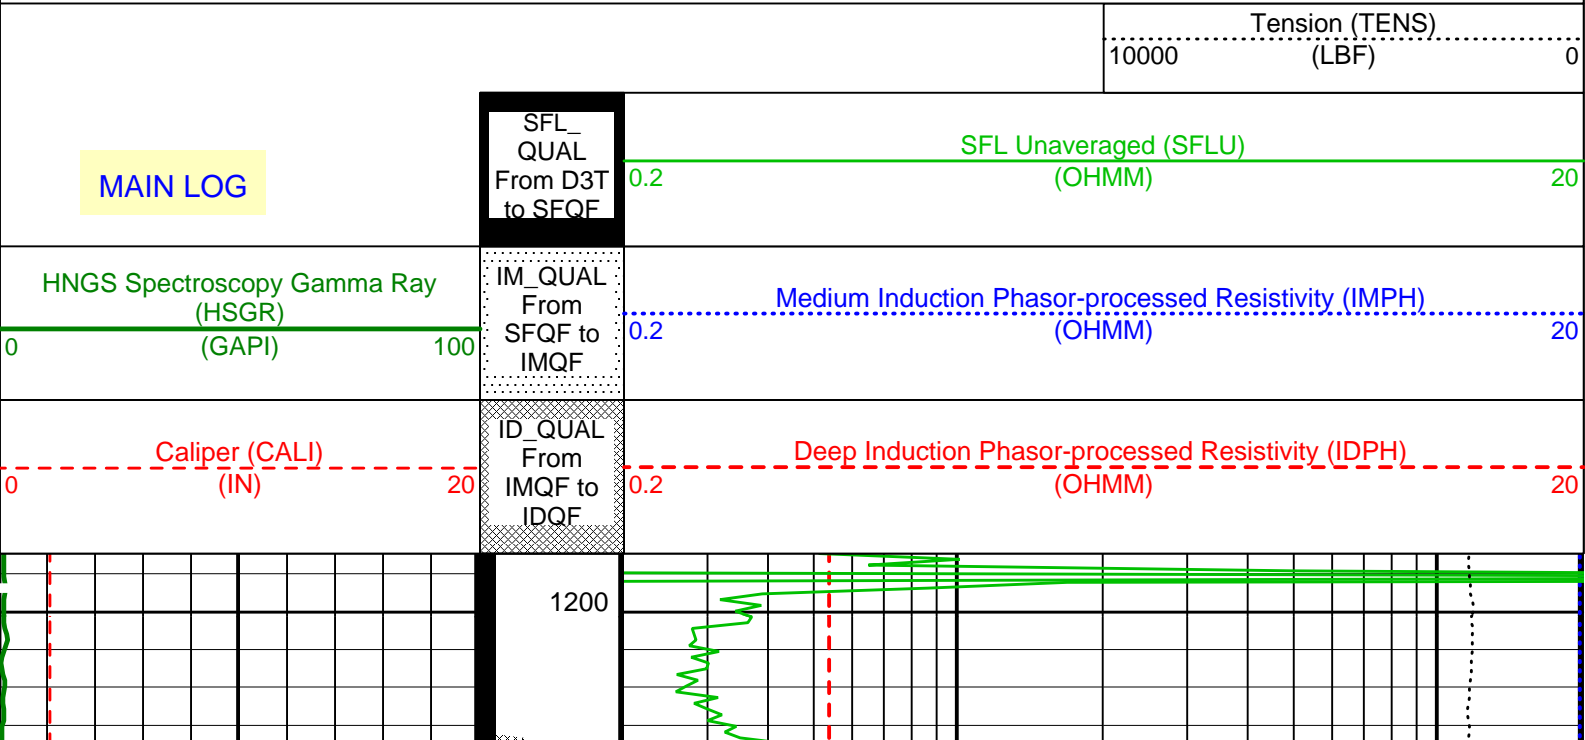 Tension (TENS)
10000 (LBF) 0
SFL_
QUAL
From D3T
to SFQF
SFL Unaveraged (SFLU)
0.2 (OHMM) 20
MAIN LOG
HNGS Spectroscopy Gamma Ray
(HSGR)
0 (GAPI) 100
IM_QUAL
From
SFQF to
IMQF
Medium Induction Phasor-processed Resistivity (IMPH)
0.2 (OHMM) 20
Caliper (CALI)
0 (IN) 20
ID_QUAL
From
IMQF to
IDQF
Deep Induction Phasor-processed Resistivity (IDPH)
0.2 (OHMM) 20
1200